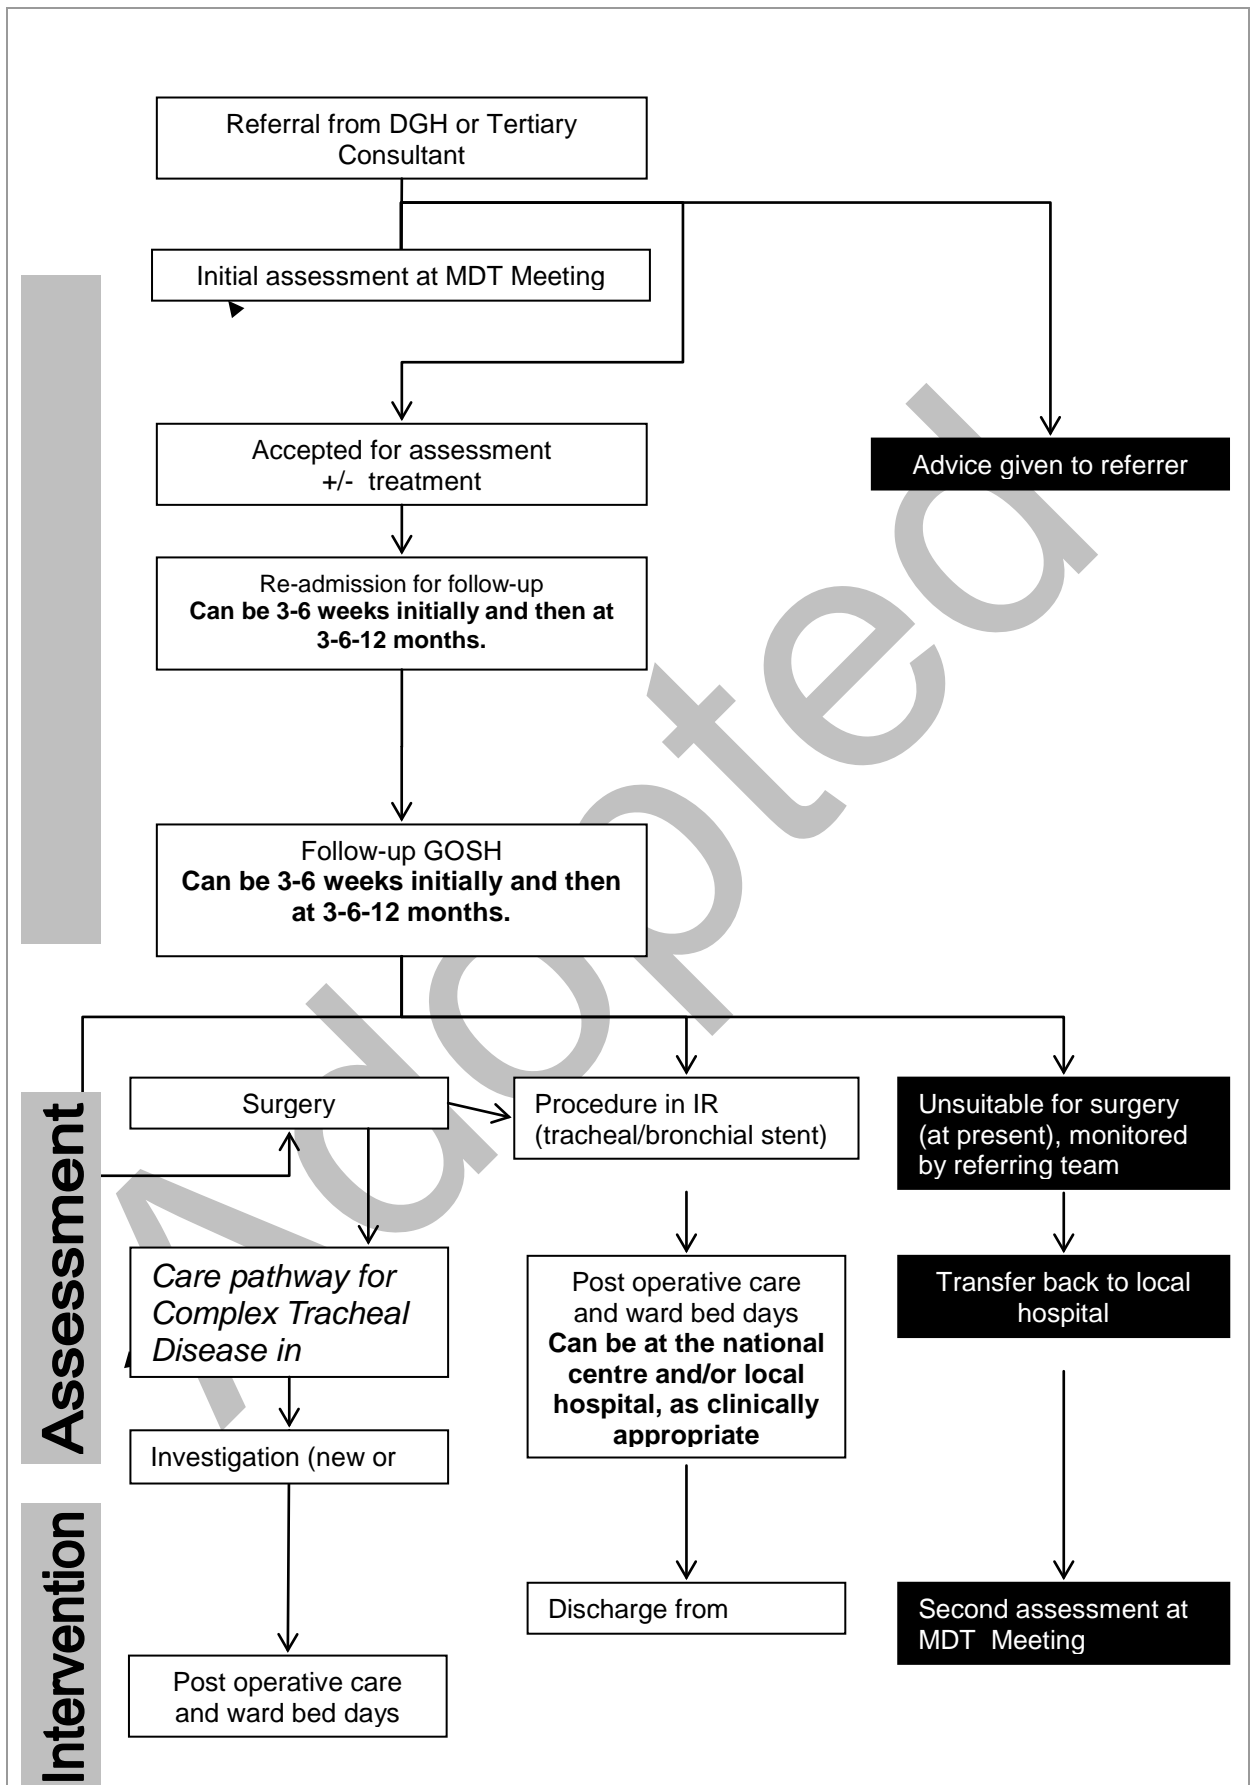 Referral from DGH or Tertiary
Consultant
Initial assessment at MDT Meeting
Accepted for assessment
+/- treatment
Advice given to referrer
Re-admission for follow-up
Can be 3-6 weeks initially and then at
3-6-12 months.
Follow-up GOSH
Can be 3-6 weeks initially and then
at 3-6-12 months.
Assessment
Surgery
Procedure in IR
(tracheal/bronchial stent)
Unsuitable for surgery
(at present), monitored
by referring team
Care pathway for
Complex Tracheal
Disease in
Post operative care
and ward bed days
Can be at the national
centre and/or local
hospital, as clinically
appropriate
Transfer back to local
hospital
Investigation (new or
Intervention
Discharge from
Second assessment at
MDT Meeting
Post operative care
and ward bed days
Adopted